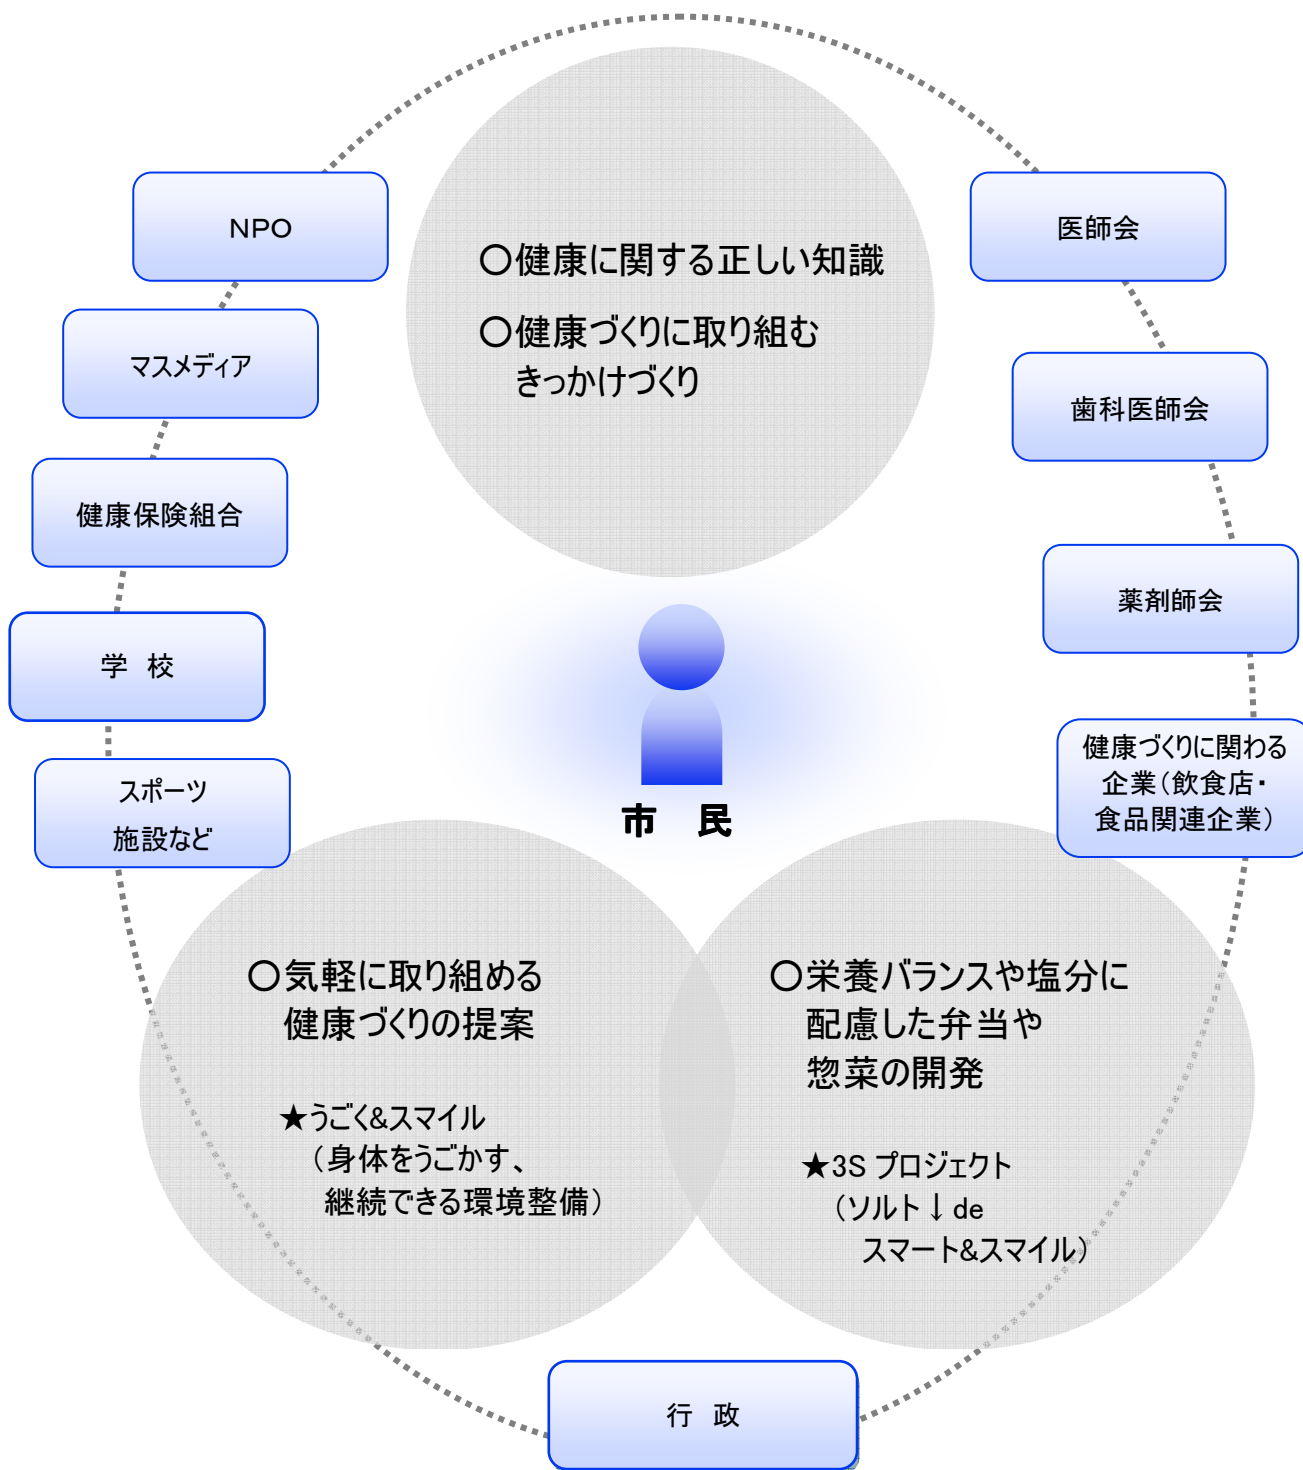 NPO
マスメディア
健康保険組合
学 校
スポーツ
施設など
○健康に関する正しい知識
○健康づくりに取り組む
きっかけづくり
医師会
歯科医師会
薬剤師会
健康づくりに関わる
企業（飲食店・
食品関連企業）
市 民
○気軽に取り組める
健康づくりの提案
★うごく&スマイル
（身体をうごかす、
継続できる環境整備）
○栄養バランスや塩分に
配慮した弁当や
惣菜の開発
★3S プロジェクト
（ソルト↓de
スマート&スマイル）
行 政